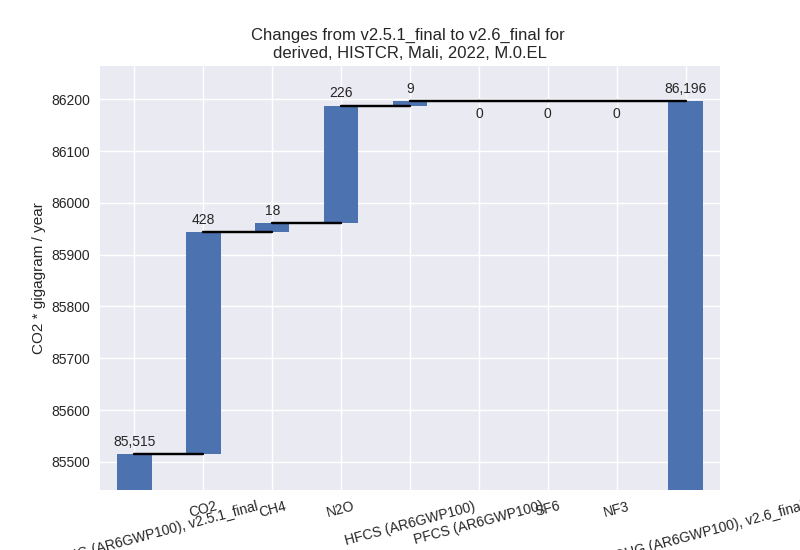 Changes from v2.5.1_final to v2.6_final for
derived, HISTCR, Mali, 2022, M.0.EL
CO2 * gigagram / year
86200
86100
86000
85900
85800
85700
85600
85500
85,515
428
18
226
9
0
0
0
86,196
(AR6GWP100), v2.5.1_final
CO2
CH4
N2O
HFCS (AR6GWP100)
PFCS (AR6GWP100)
SF6
NF3
(AR6GWP100), v2.6_final